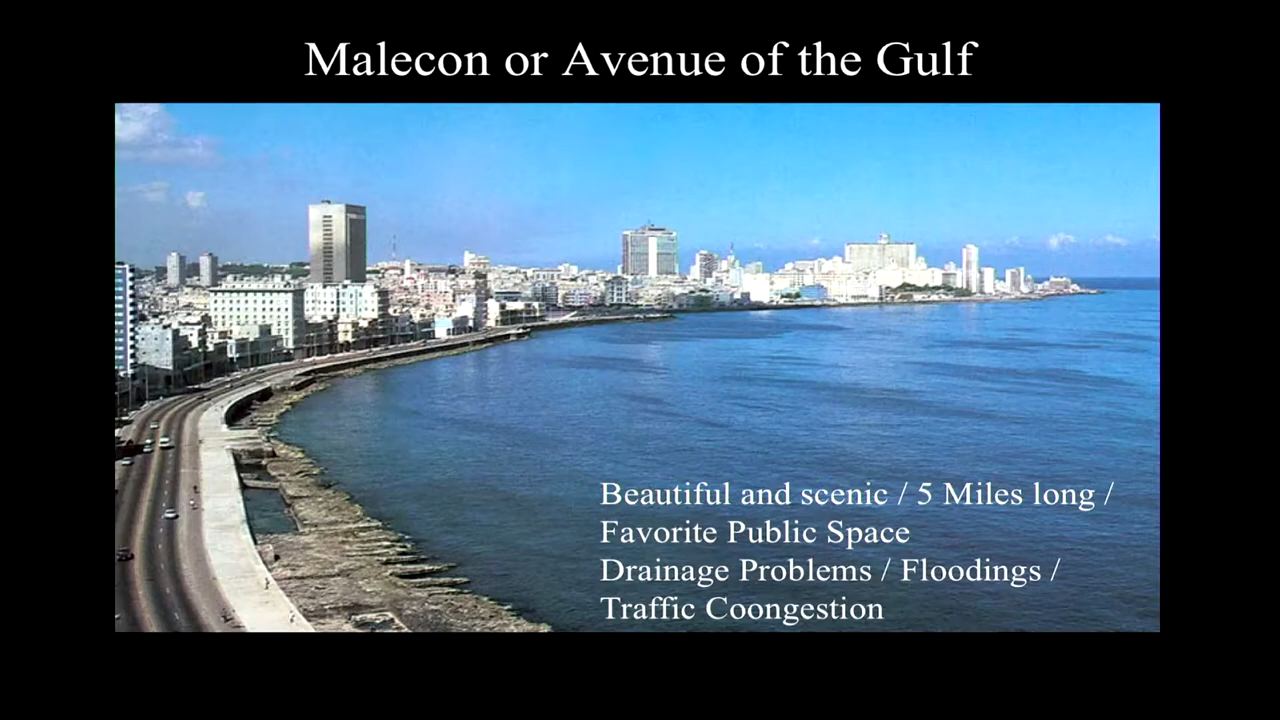 Malecon or Avenue of the Gulf
Beautiful and scenic / 5 Miles long /
Favorite Public Space
Drainage Problems / Floodings /
Traffic Coongestion